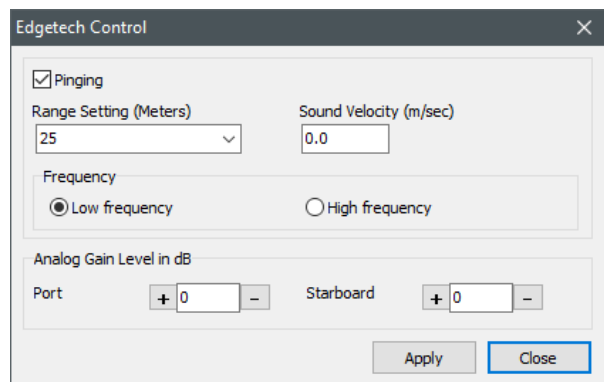 Edgetech Control
Pinging
Range Setting (Meters) Sound Velocity (m/sec)
25 0.0
Frequency
Low frequency High frequency
Analog Gain Level in dB
Port + 0 - Starboard + 0 -
Apply Close